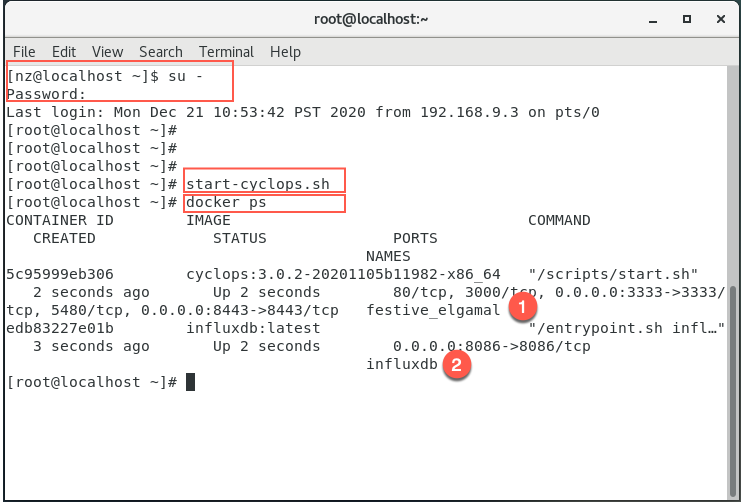 root@localhost:~
File Edit View Search Terminal Help
[nz@localhost ~]$ su -
Password:
Last login: Mon Dec 21 10:53:42 PST 2020 from 192.168.9.3 on pts/0
[root@localhost ~]#
[root@localhost ~]#
[root@localhost ~]#
[root@localhost ~]# start-cyclops.sh
[root@localhost ~]# docker ps
CONTAINER ID        IMAGE                                 COMMAND
   CREATED             STATUS              PORTS
                                        NAMES
5c95999eb306        cyclops:3.0.2-20201105b11982-x86_64   "/scripts/start.sh"
   2 seconds ago       Up 2 seconds        80/tcp, 3000/tcp, 0.0.0.0:3333->3333/
tcp, 5480/tcp, 0.0.0.0:8443->8443/tcp   festive_elgamal 1
edb83227e01b        influxdb:latest                       "/entrypoint.sh infl…"
   3 seconds ago       Up 2 seconds        0.0.0.0:8086->8086/tcp
                                        influxdb 2
[root@localhost ~]#